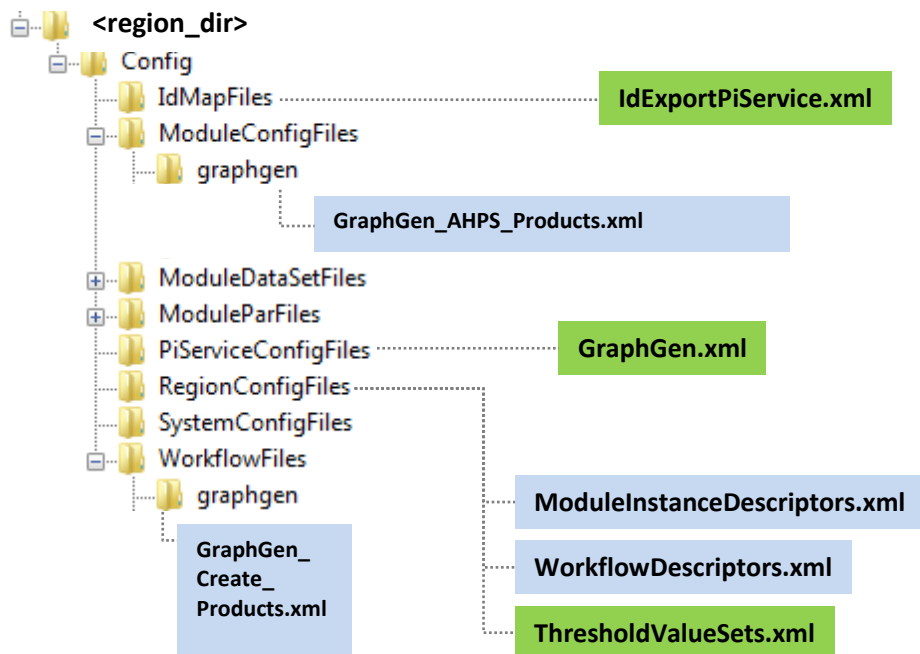 <region_dir>
Config
IdMapFiles
IdExportPiService.xml
ModuleConfigFiles
graphgen
GraphGen_AHPS_Products.xml
ModuleDataSetFiles
ModuleParFiles
PiServiceConfigFiles
GraphGen.xml
RegionConfigFiles
SystemConfigFiles
WorkflowFiles
graphgen
ModuleInstanceDescriptors.xml
GraphGen_
Create_
Products.xml
WorkflowDescriptors.xml
ThresholdValueSets.xml